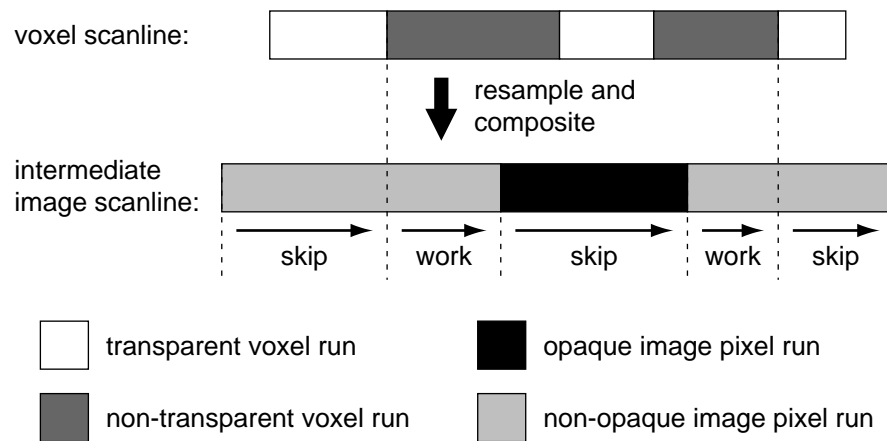 voxel scanline:
resample and
composite
intermediate
image scanline:
skip
work
skip
work
skip
transparent voxel run
opaque image pixel run
non-transparent voxel run
non-opaque image pixel run